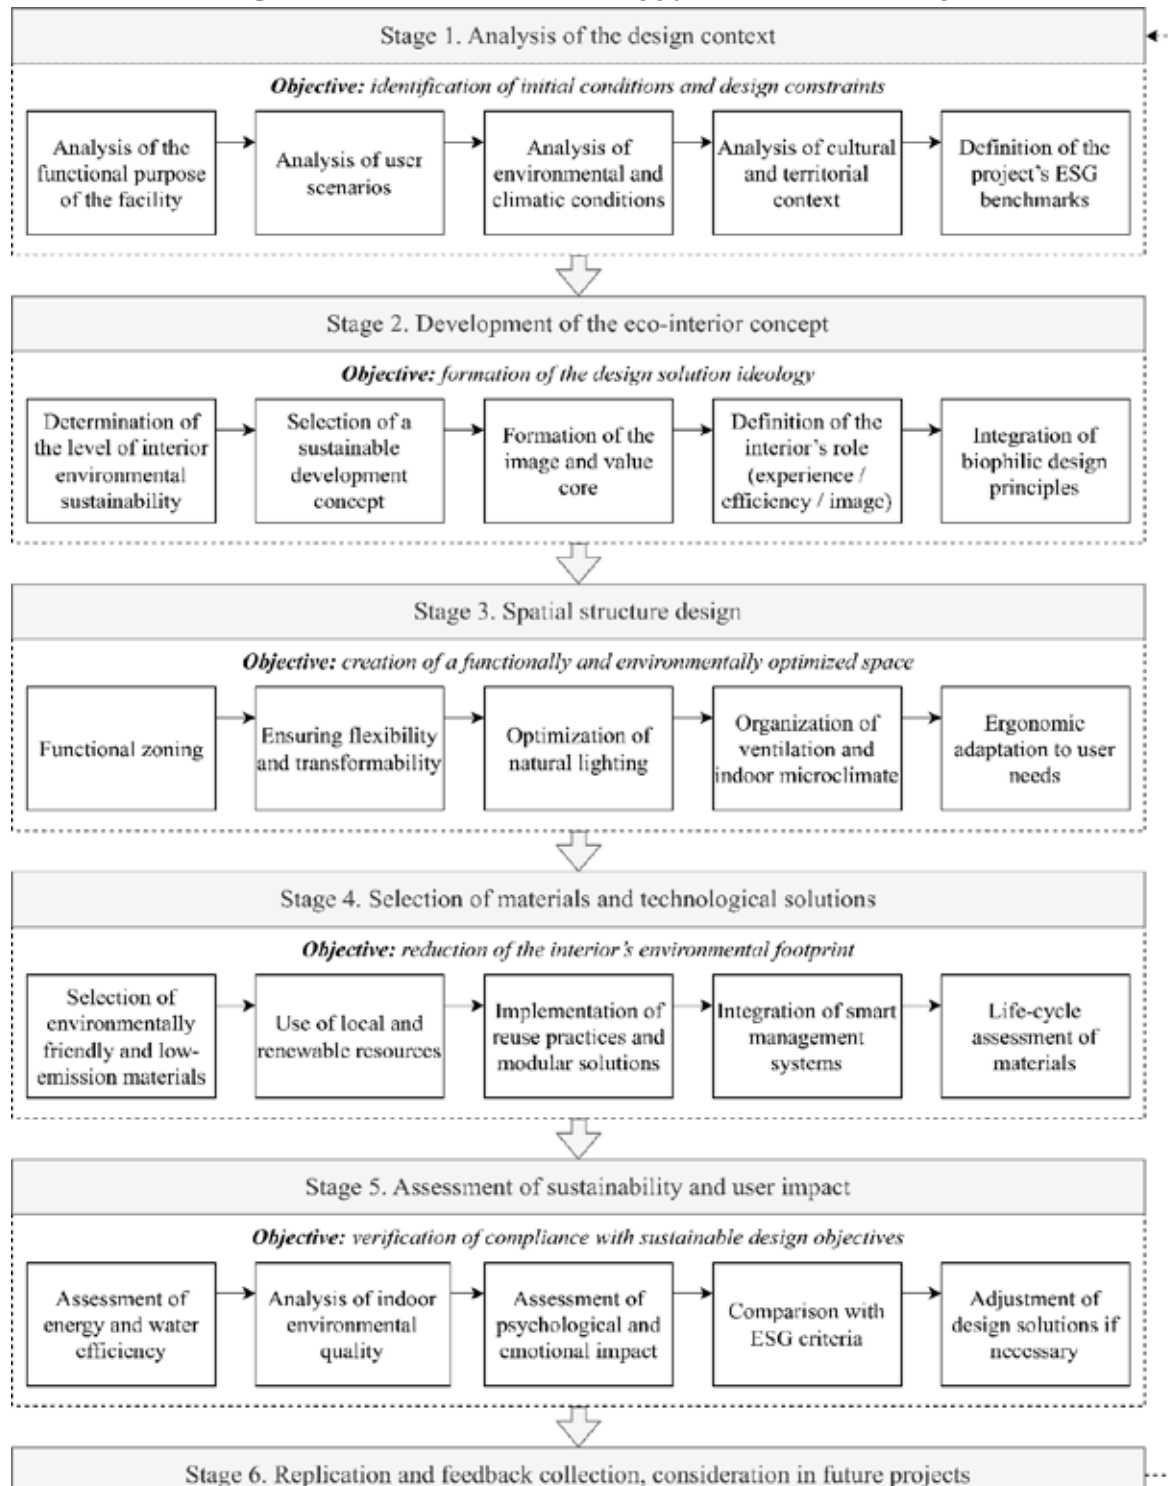 Stage 1. Analysis of the design context
Objective: identification of initial conditions and design constraints
Analysis of the
functional purpose
of the facility
Analysis of user
scenarios
Analysis of
environmental and
climatic conditions
Analysis of cultural
and territorial
context
Definition of the
project's ESG
benchmarks
Stage 2. Development of the eco-interior concept
Objective: formation of the design solution ideology
Determination of
the level of interior
environmental
sustainability
Selection of a
sustainable
development
concept
Formation of the
image and value
core
Definition of the
interior's role
(experience /
efficiency / image)
Integration of
biophilic design
principles
Stage 3. Spatial structure design
Objective: creation of a functionally and environmentally optimized space
Functional zoning
Ensuring flexibility
and transformability
Optimization of
natural lighting
Organization of
ventilation and
indoor microclimate
Ergonomic
adaptation to user
needs
Stage 4. Selection of materials and technological solutions
Objective: reduction of the interior's environmental footprint
Selection of
environmentally
friendly and low-
emission materials
Use of local and
renewable resources
Implementation of
reuse practices and
modular solutions
Integration of smart
management
systems
Life-cycle
assessment of
materials
Stage 5. Assessment of sustainability and user impact
Objective: verification of compliance with sustainable design objectives
Assessment of
energy and water
efficiency
Analysis of indoor
environmental
quality
Assessment of
psychological and
emotional impact
Comparison with
ESG criteria
Adjustment of
design solutions if
necessary
Stage 6. Replication and feedback collection, consideration in future projects